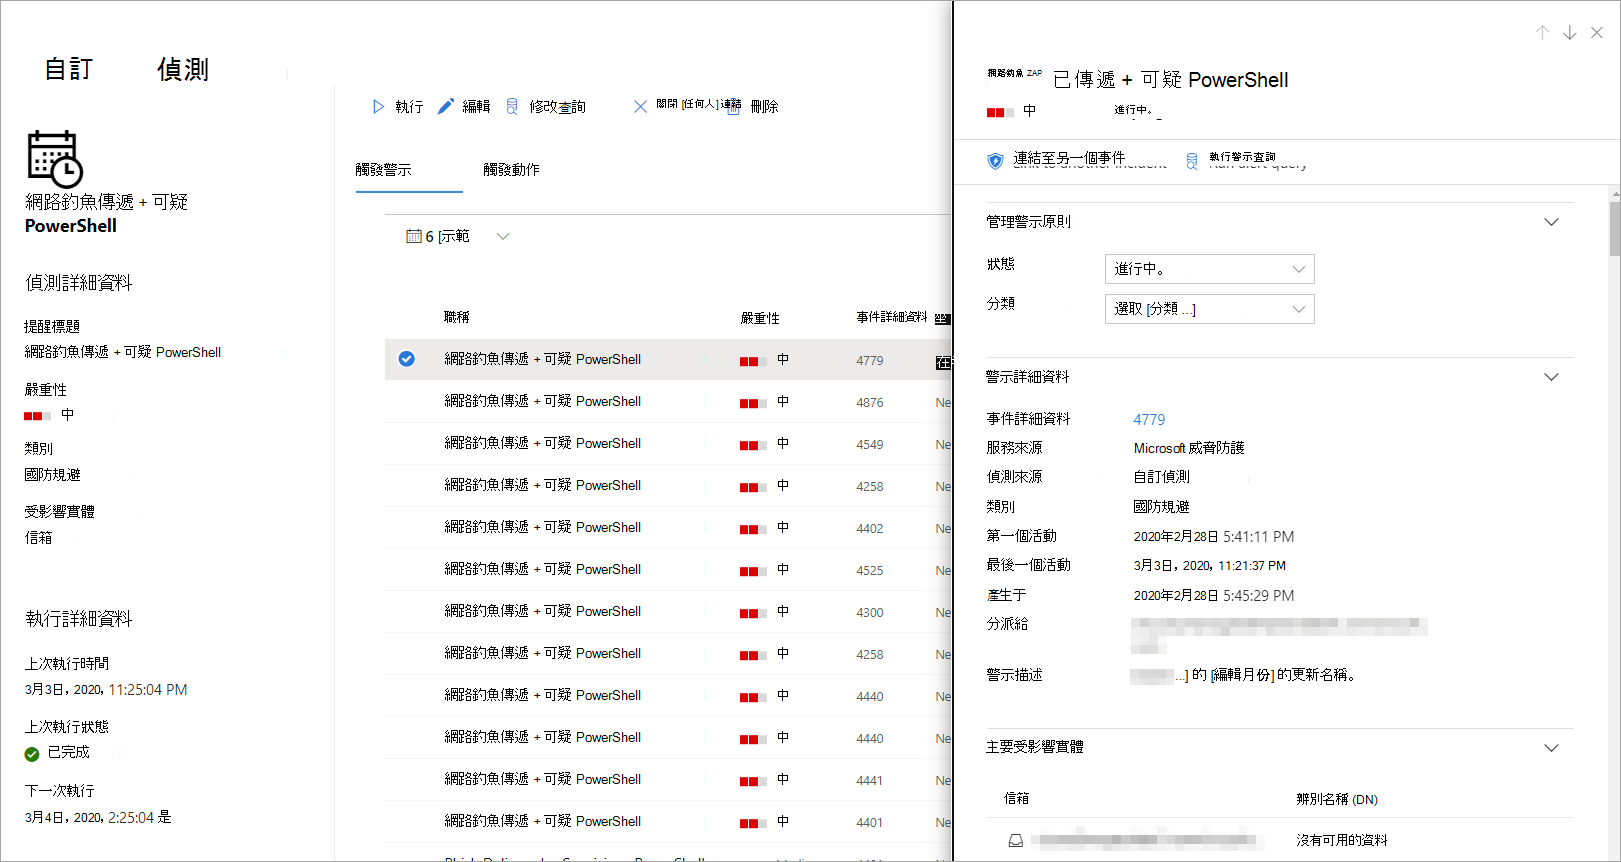 自訂 偵測
網路釣魚傳遞 + 可疑
PowerShell
偵測詳細資料
提醒標題
網路釣魚傳遞 + 可疑 PowerShell
嚴重性
中
類別
國防規避
受影響實體
信箱
執行詳細資料
上次執行時間
3月3日, 2020, 11:25:04 PM
上次執行狀態
已完成
下一次執行
3月4日, 2020, 2:25:04 是
執行 編輯 修改查詢 關閉 [任何人] 連結 刪除
觸發警示 觸發動作
6 [示範
職稱 嚴重性 事件詳細資料
網路釣魚傳遞 + 可疑 PowerShell 中 4779
網路釣魚傳遞 + 可疑 PowerShell 中 4876 Ne
網路釣魚傳遞 + 可疑 PowerShell 中 4549 Ne
網路釣魚傳遞 + 可疑 PowerShell 中 4258 Ne
網路釣魚傳遞 + 可疑 PowerShell 中 4402 Ne
網路釣魚傳遞 + 可疑 PowerShell 中 4525 Ne
網路釣魚傳遞 + 可疑 PowerShell 中 4300 Ne
網路釣魚傳遞 + 可疑 PowerShell 中 4258 Ne
網路釣魚傳遞 + 可疑 PowerShell 中 4440 Ne
網路釣魚傳遞 + 可疑 PowerShell 中 4440 Ne
網路釣魚傳遞 + 可疑 PowerShell 中 4441 Ne
網路釣魚傳遞 + 可疑 PowerShell 中 4401 Ne
網路釣魚 ZAP 已傳遞 + 可疑 PowerShell
中 進行中。
連結至另一個事件 執行警示查詢
管理警示原則
狀態 進行中。
分類 選取 [分類 ...]
警示詳細資料
事件詳細資料 4779
服務來源 Microsoft 威脅防護
偵測來源 自訂偵測
類別 國防規避
第一個活動 2020年2月28日 5:41:11 PM
最後一個活動 3月3日, 2020, 11:21:37 PM
產生于 2020年2月28日 5:45:29 PM
分派給
警示描述 ...] 的 [編輯月份] 的更新名稱。
主要受影響實體
信箱 辨別名稱 (DN)
沒有可用的資料